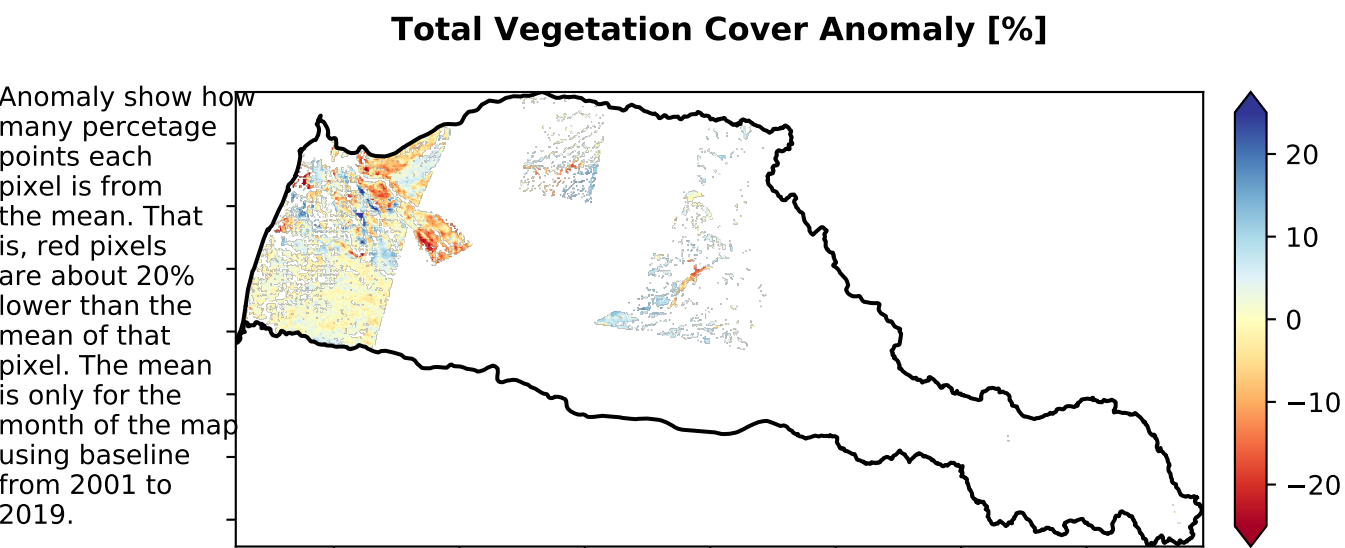 Total Vegetation Cover Anomaly [%]
Anomaly show how
many percetage
points each
pixel is from
the mean. That
is, red pixels
are about 20%
lower than the
mean of that
pixel. The mean
is only for the
month of the map
using baseline
from 2001 to
2019.
20
10
0
−10
−20